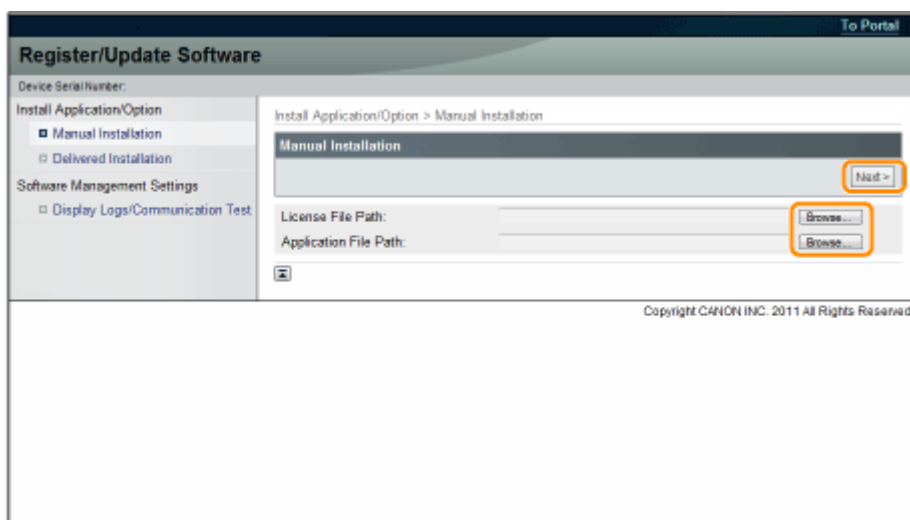 To Portal
Register/Update Software
Device Serial Number:
Install Application/Option
Manual Installation
Delivered Installation
Software Management Settings
Display Logs/Communication Test
Install Application/Option > Manual Installation
Manual Installation
Next >
License File Path:
Browse...
Application File Path:
Browse...
Copyright CANON INC. 2011 All Rights Reserved